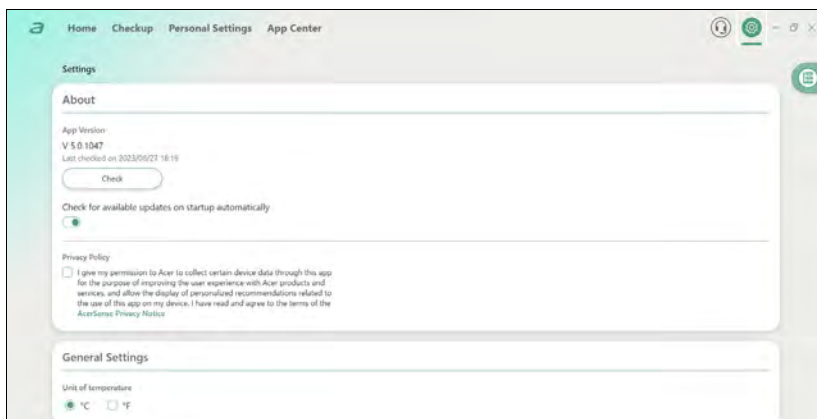 Home Checkup Personal Settings App Center
Settings
About
App Version
V 5.0.1047
Last checked on 2023/06/27 18:19
Check
Check for available updates on startup automatically
Privacy Policy
I give my permission to Acer to collect certain device data through this app
for the purpose of improving the user experience with Acer products and
services, and allow the display of personalized recommendations related to
the use of this app on my device. I have read and agree to the terms of the
AcerSense Privacy Notice
General Settings
Unit of temperature
°C °F